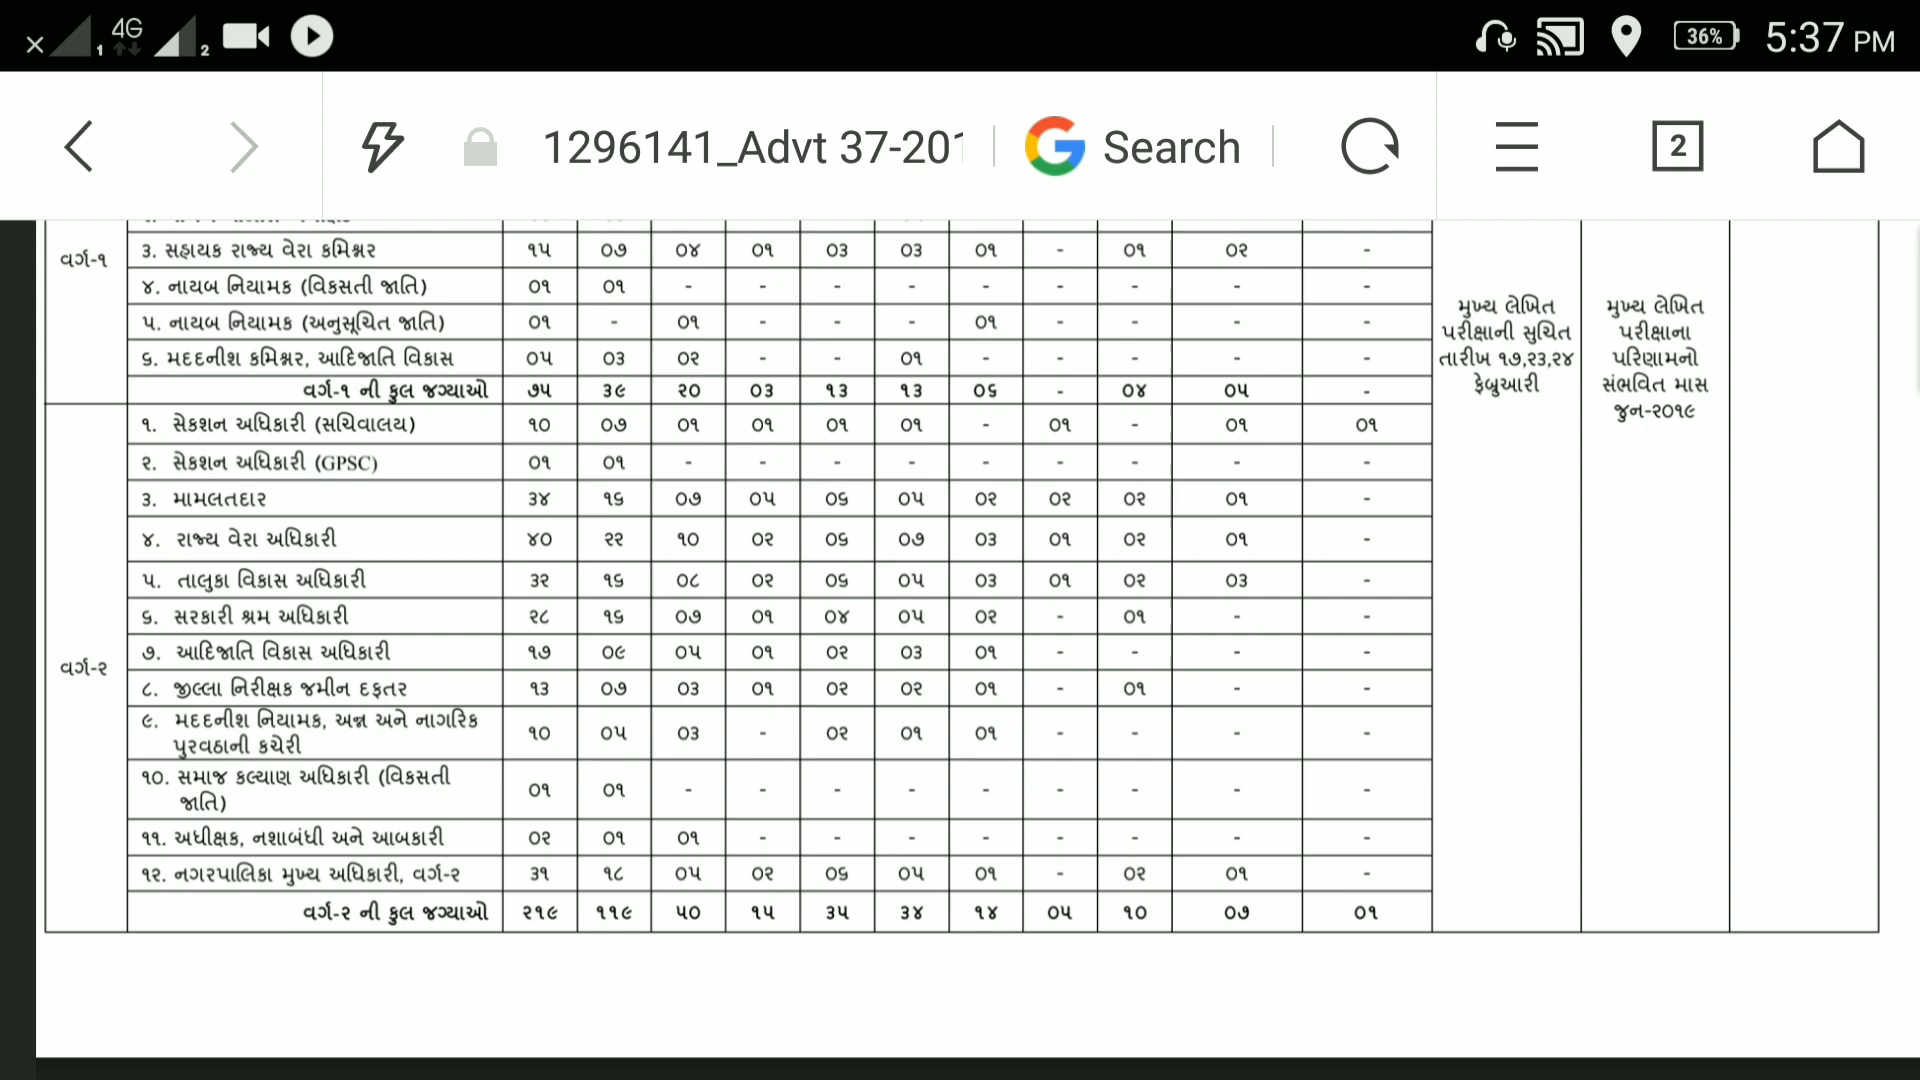 1 4G 2 36% 5:37 PM
1296141_Advt 37-201 Search 2
વર્ગ-૧
૩. સહાયક રાજ્ય વેરા કમિશ્નર ૧૫ ૦૭ ૦૪ ૦૧ ૦૩ ૦૩ ૦૧ - ૦૧ ૦૨ -
૪. નાયબ નિયામક (વિકસતી જાતિ) ૦૧ ૦૧ - - - - - - - - -
૫. નાયબ નિયામક (અનુસૂચિત જાતિ) ૦૧ - ૦૧ - - - ૦૧ - - - -
૬. મદદનીશ કમિશ્નર, આદિજાતિ વિકાસ ૦૫ ૦૩ ૦૨ - - ૦૧ - - - - -
વર્ગ-૧ ની કુલ જગ્યાઓ ૭૫ ૩૯ ૨૦ ૦૩ ૧૩ ૧૩ ૦૬ - ૦૪ ૦૫ -
મુખ્ય લેખિત
પરીક્ષાની સુચિત
તારીખ ૧૭,૨૩,૨૪
ફેબ્રુઆરી
મુખ્ય લેખિત
પરીક્ષાના
પરિણામનો
સંભવિત માસ
જુન-૨૦૧૯
વર્ગ-૨
૧. સેકશન અધિકારી (સચિવાલય) ૧૦ ૦૭ ૦૧ ૦૧ ૦૧ ૦૧ - ૦૧ - ૦૧ ૦૧
૨. સેકશન અધિકારી (GPSC) ૦૧ ૦૧ - - - - - - - - -
૩. મામલતદાર ૩૪ ૧૬ ૦૭ ૦૫ ૦૬ ૦૫ ૦૨ ૦૨ ૦૨ ૦૧ -
૪. રાજ્ય વેરા અધિકારી ૪૦ ૨૨ ૧૦ ૦૨ ૦૬ ૦૭ ૦૩ ૦૧ ૦૨ ૦૧ -
૫. તાલુકા વિકાસ અધિકારી ૩૨ ૧૬ ૦૮ ૦૨ ૦૬ ૦૫ ૦૩ ૦૧ ૦૨ ૦૩ -
૬. સરકારી શ્રમ અધિકારી ૨૮ ૧૬ ૦૭ ૦૧ ૦૪ ૦૫ ૦૨ - ૦૧ - -
૭. આદિજાતિ વિકાસ અધિકારી ૧૭ ૦૯ ૦૫ ૦૧ ૦૨ ૦૩ ૦૧ - - - -
૮. જીલ્લા નિરીક્ષક જમીન દફતર ૧૩ ૦૭ ૦૩ ૦૧ ૦૨ ૦૨ ૦૧ - ૦૧ - -
૯. મદદનીશ નિયામક, અન્ન અને નાગરિક
પુરવઠાની કચેરી ૧૦ ૦૫ ૦૩ - ૦૨ ૦૧ ૦૧ - - - -
૧૦. સમાજ કલ્યાણ અધિકારી (વિકસતી
જાતિ) ૦૧ ૦૧ - - - - - - - - -
૧૧. અધીક્ષક, નશાબંધી અને આબકારી ૦૨ ૦૧ ૦૧ - - - - - - - -
૧૨. નગરપાલિકા મુખ્ય અધિકારી, વર્ગ-૨ ૩૧ ૧૮ ૦૫ ૦૨ ૦૬ ૦૫ ૦૧ - ૦૨ ૦૧ -
વર્ગ-૨ ની કુલ જગ્યાઓ ૨૧૯ ૧૧૯ ૫૦ ૧૫ ૩૫ ૩૪ ૧૪ ૦૫ ૧૦ ૦૭ ૦૧